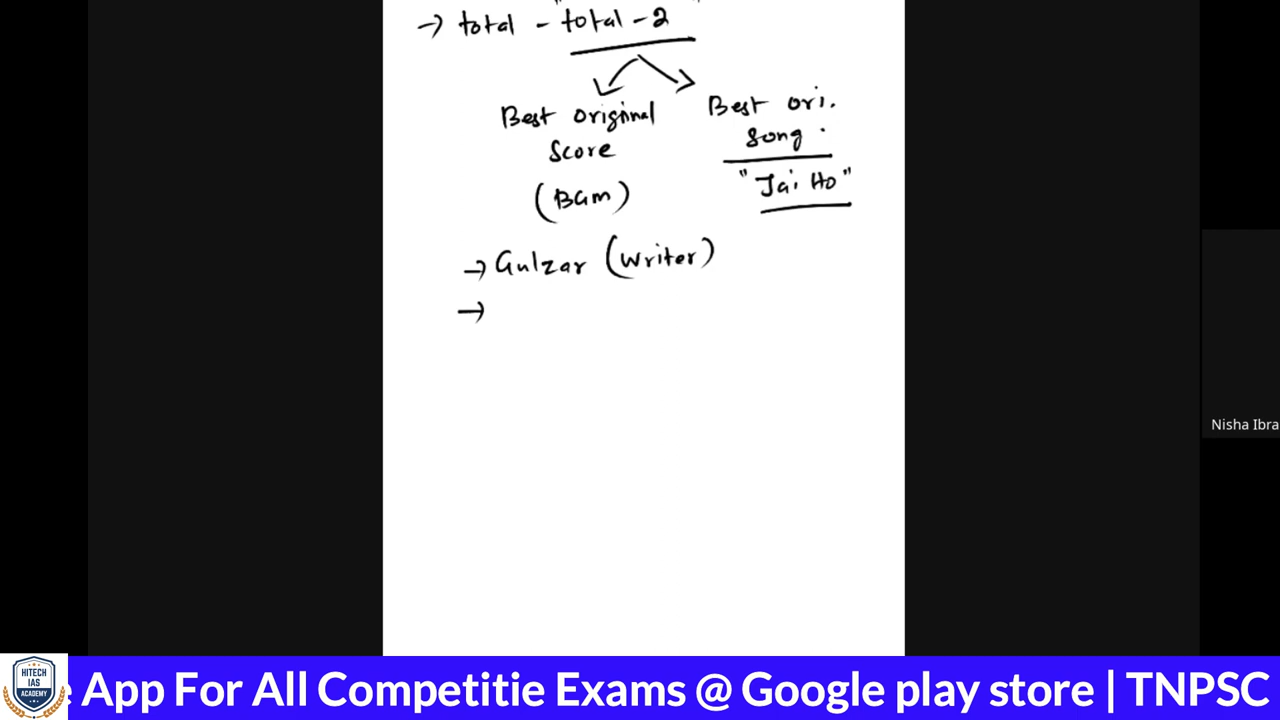 → total - "total - 2"
Best original
Score
(BGm)
Best ori.
song.
"Jai Ho"
→ Gulzar (writer)
→
Nisha Ibra
HITECH
IAS
ACADEMY
App For All Competitie Exams @ Google play store | TNPSC